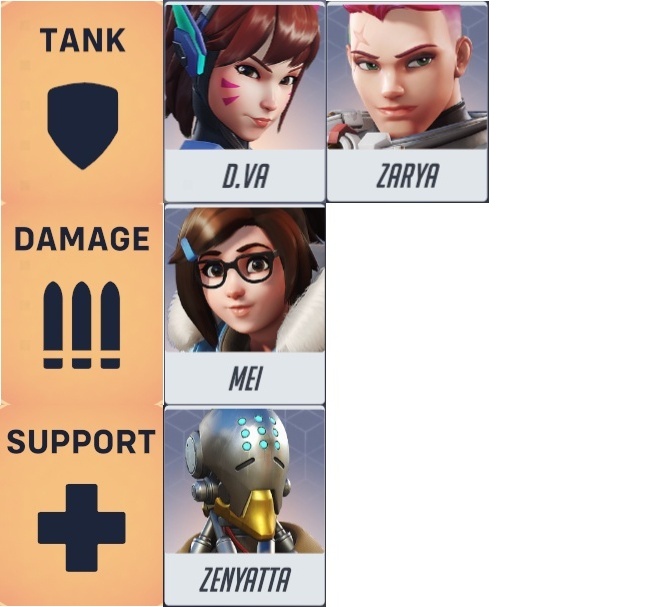 TANK
D.VA
ZARYA
DAMAGE
MEI
SUPPORT
ZENYATTA